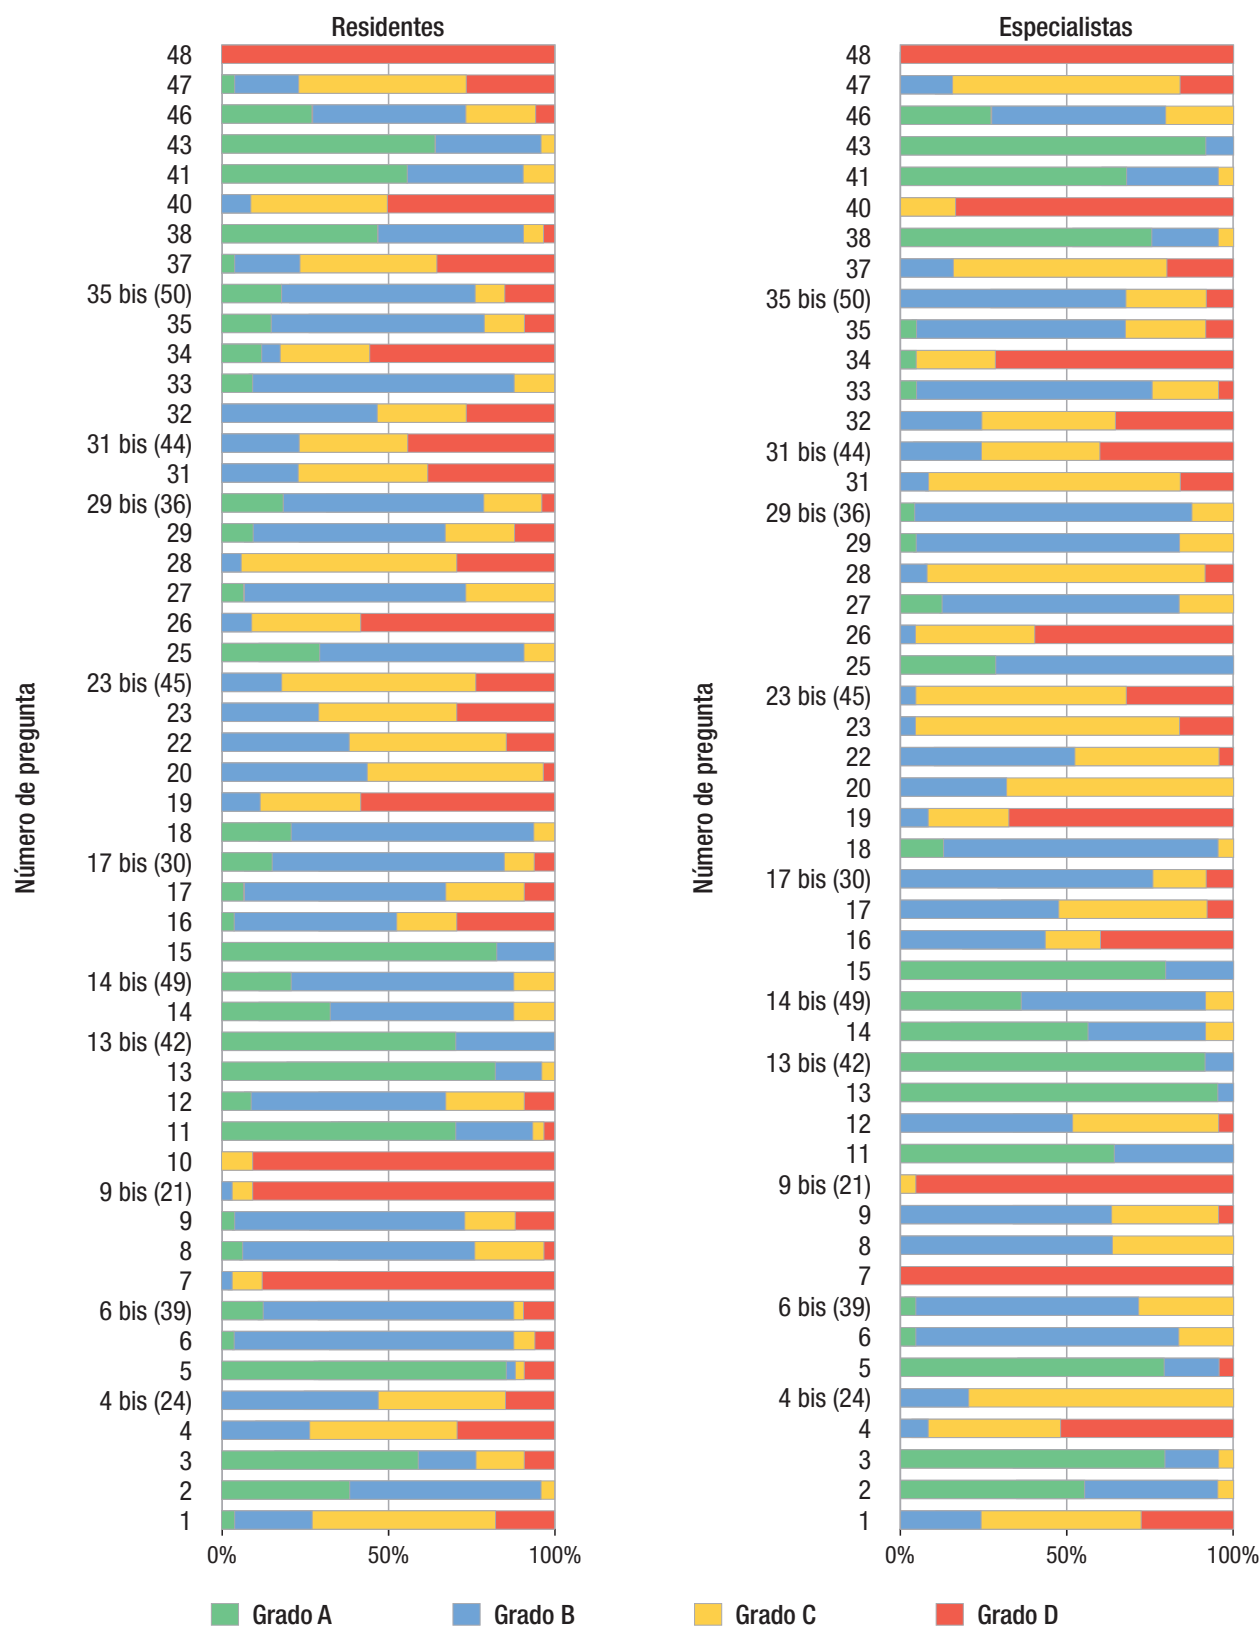 Residentes
48
47
46
43
41
40
38
37
35 bis (50)
35
34
33
32
31 bis (44)
31
29 bis (36)
29
28
27
26
25
23 bis (45)
23
22
20
19
18
17 bis (30)
17
16
15
14 bis (49)
14
13 bis (42)
13
12
11
10
9 bis (21)
9
8
7
6 bis (39)
6
5
4 bis (24)
4
3
2
1
0% 50% 100%
Número de pregunta
Especialistas
48
47
46
43
41
40
38
37
35 bis (50)
35
34
33
32
31 bis (44)
31
29 bis (36)
29
28
27
26
25
23 bis (45)
23
22
20
19
18
17 bis (30)
17
16
15
14 bis (49)
14
13 bis (42)
13
12
11
9 bis (21)
9
8
7
6 bis (39)
6
5
4 bis (24)
4
3
2
1
0% 50% 100%
Número de pregunta
Grado A Grado B Grado C Grado D